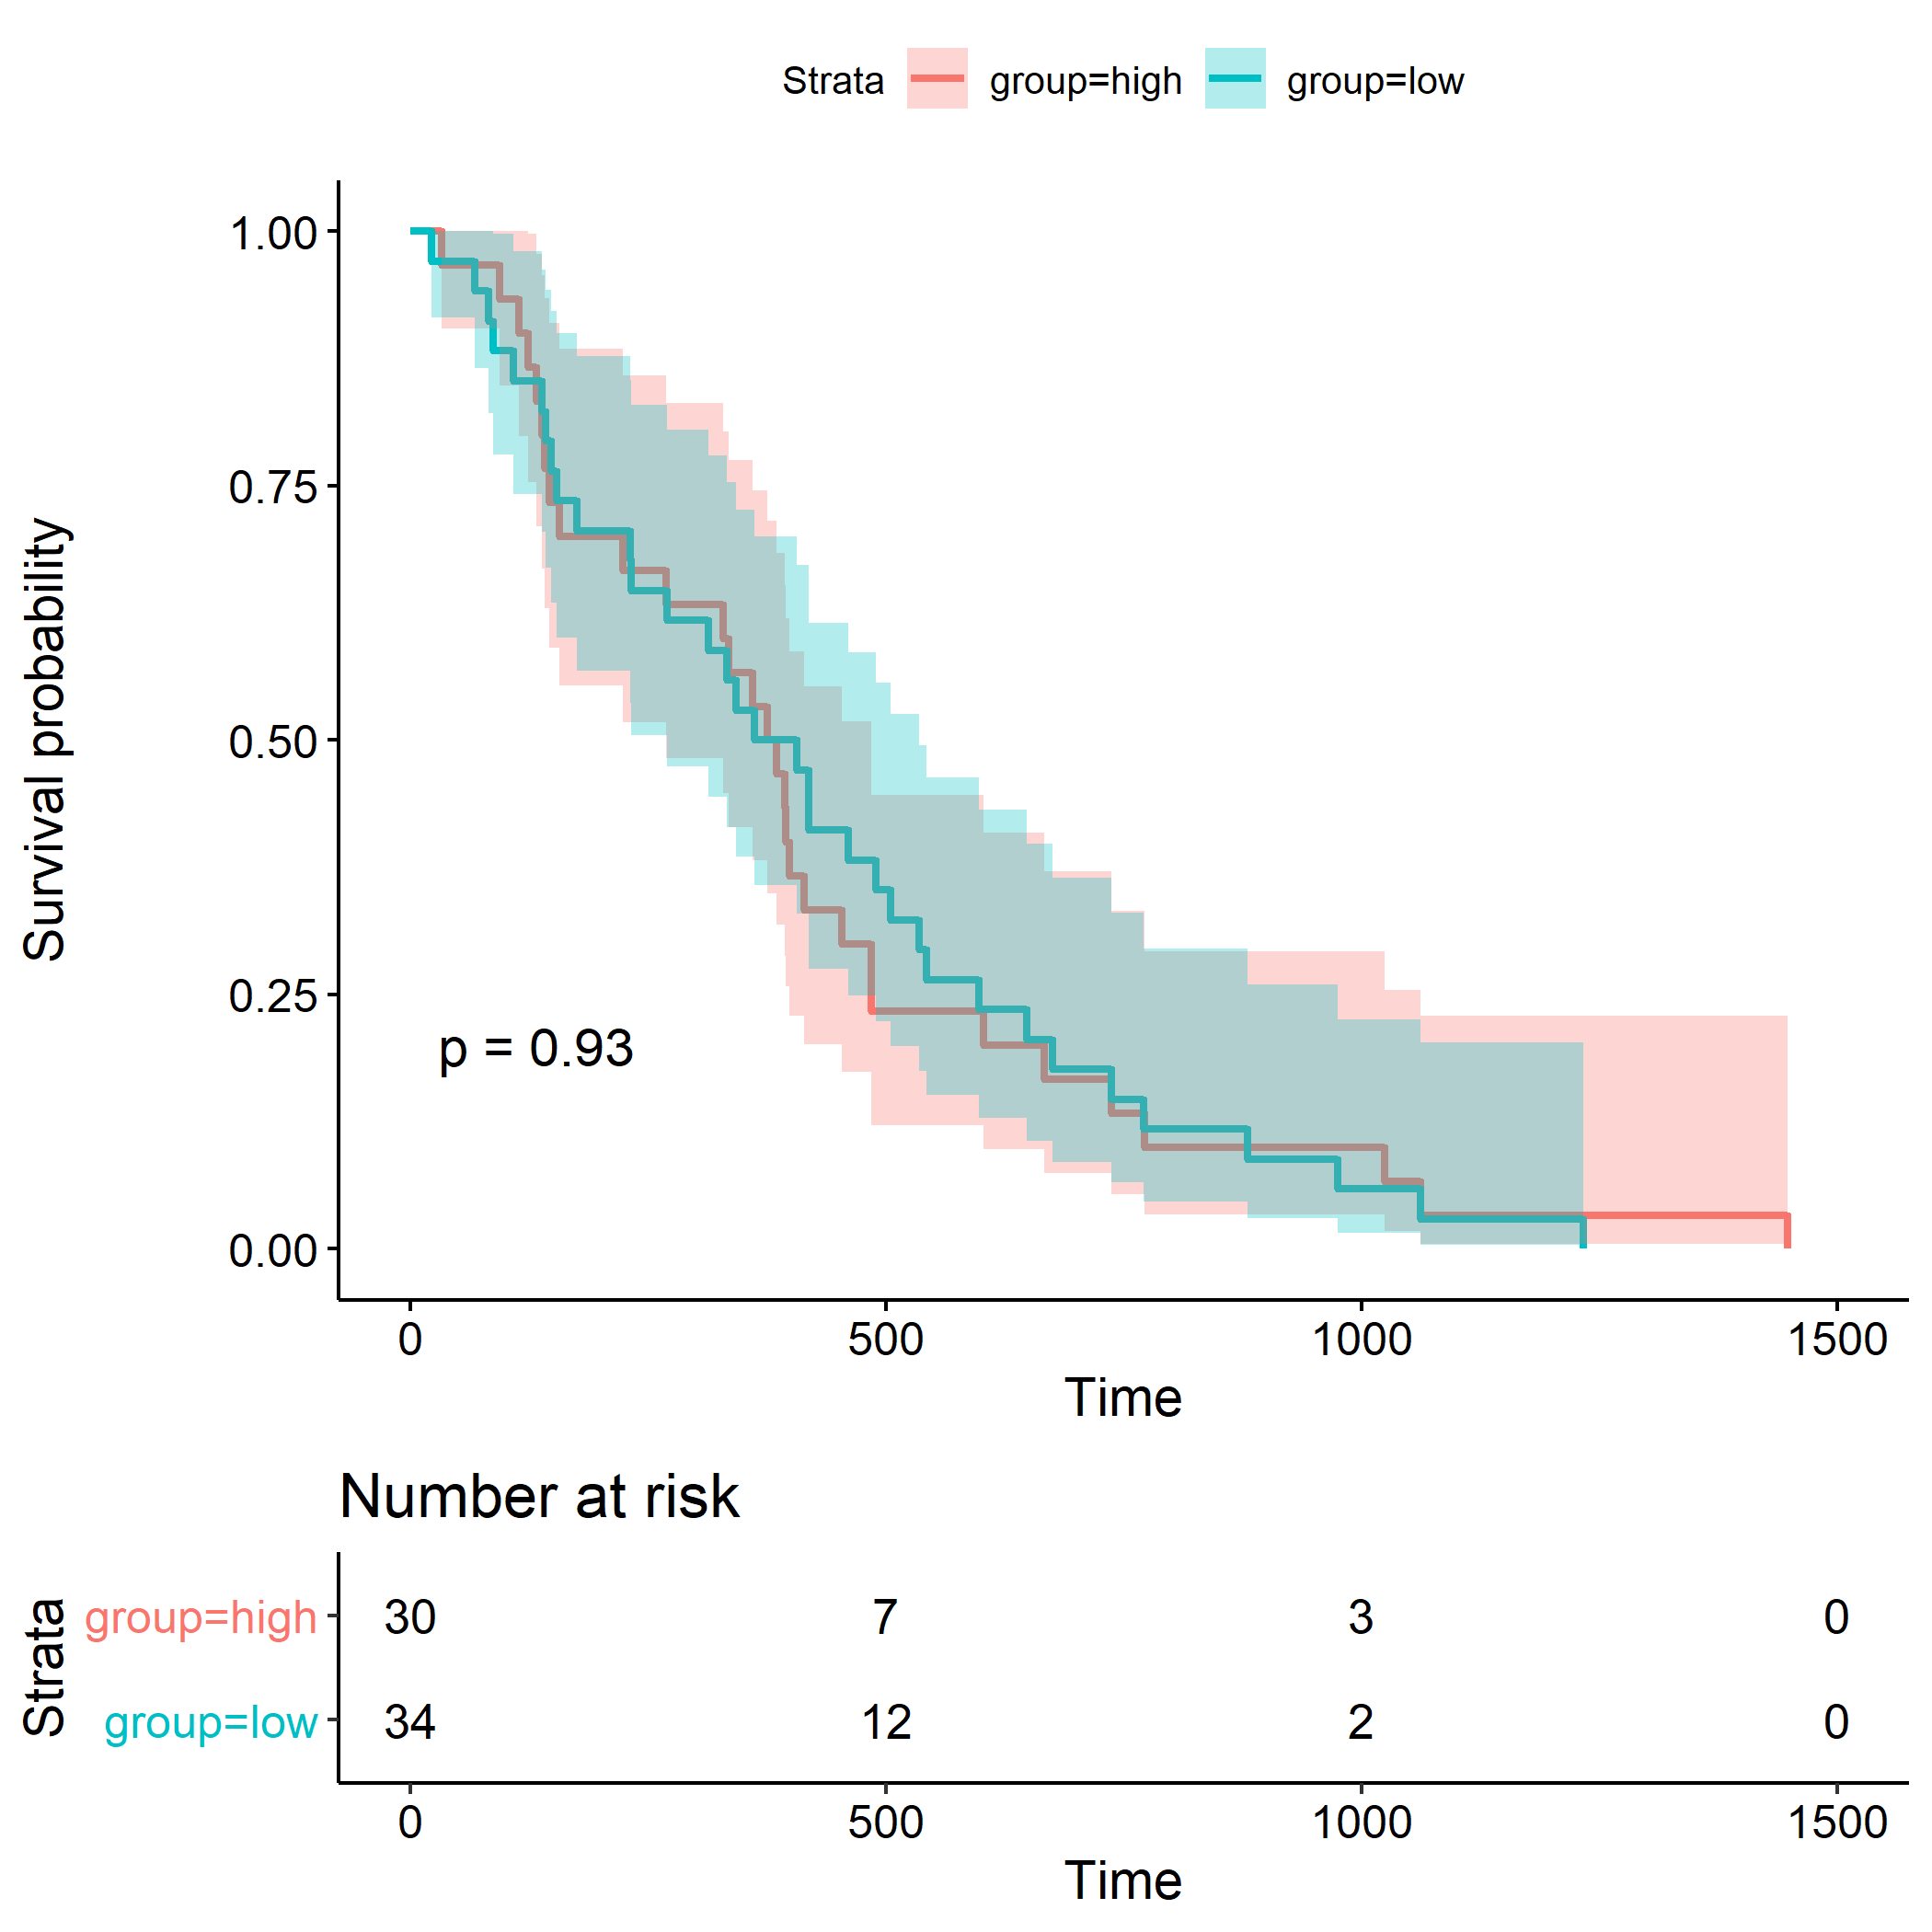 Strata group=high group=low
1.00
0.75
0.50
0.25
0.00
Survival probability
p = 0.93
0 500 1000 1500
Time
Number at risk
Strata
group=high 30 7 3 0
group=low 34 12 2 0
0 500 1000 1500
Time